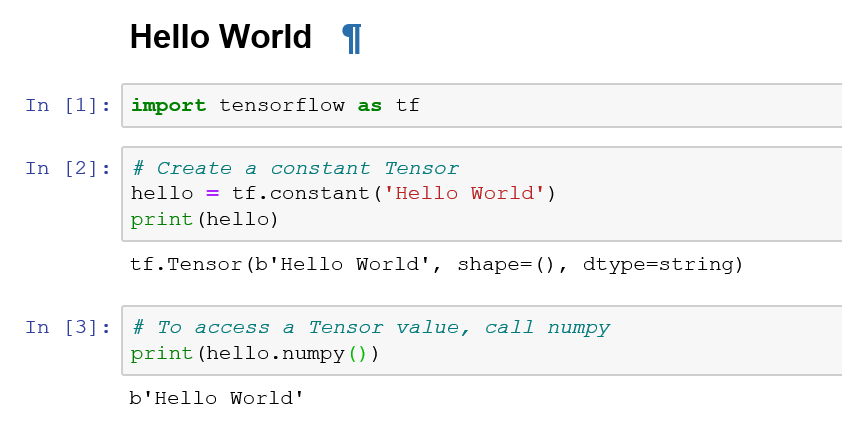 Hello World ¶
In [1]: import tensorflow as tf
In [2]: # Create a constant Tensor
hello = tf.constant('Hello World')
print(hello)
tf.Tensor(b'Hello World', shape=(), dtype=string)
In [3]: # To access a Tensor value, call numpy
print(hello.numpy())
b'Hello World'